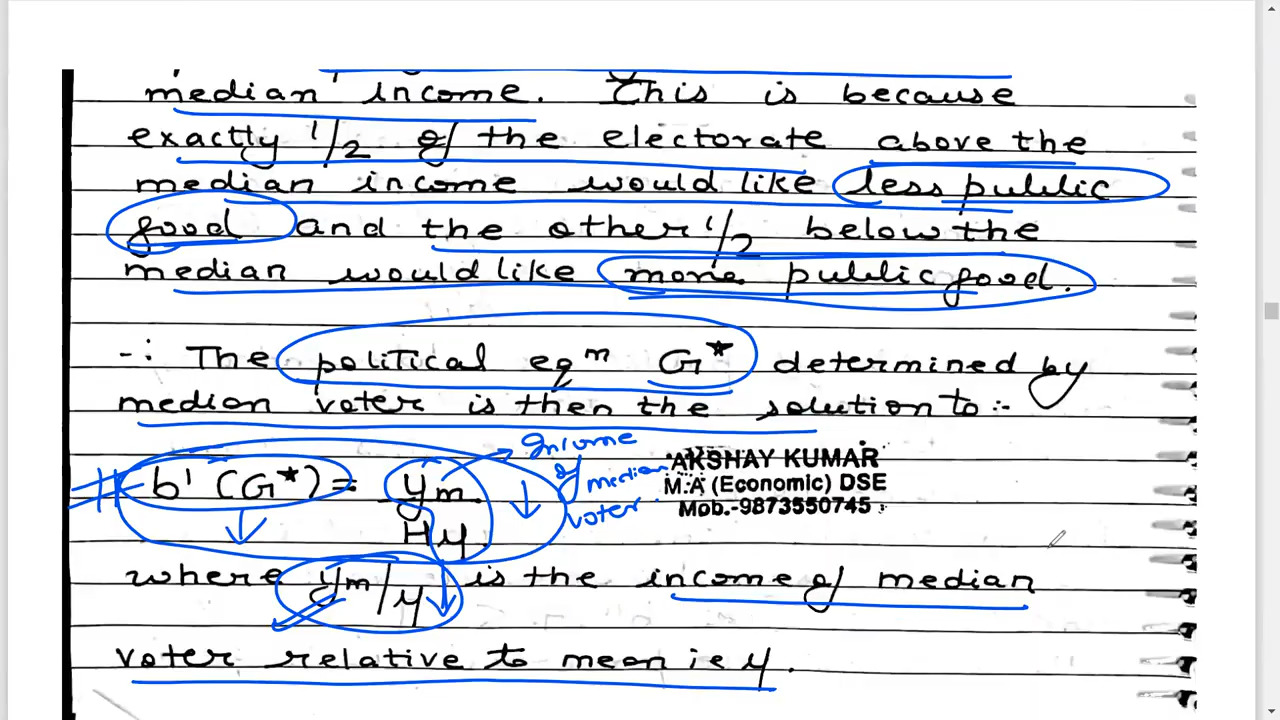 median income. This is because
exactly 1/2 of the electorate above the
median income would like less public
good and the other 1/2 below the
median would like more public good.
∴ The political eqm G* determined by
median voter is then the solution to :-
Income
of
median
voter
b' (G*) = ym
Hy
AKSHAY KUMAR
M.A (Economic) DSE
Mob.-9873550745
where ym/y is the income of median
voter relative to mean i.e y.